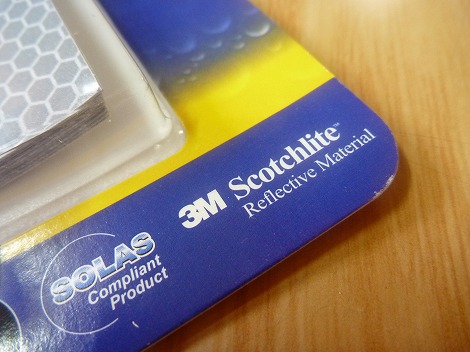 3M Scotchlite™
Reflective Material
SOLAS
Compliant
Product